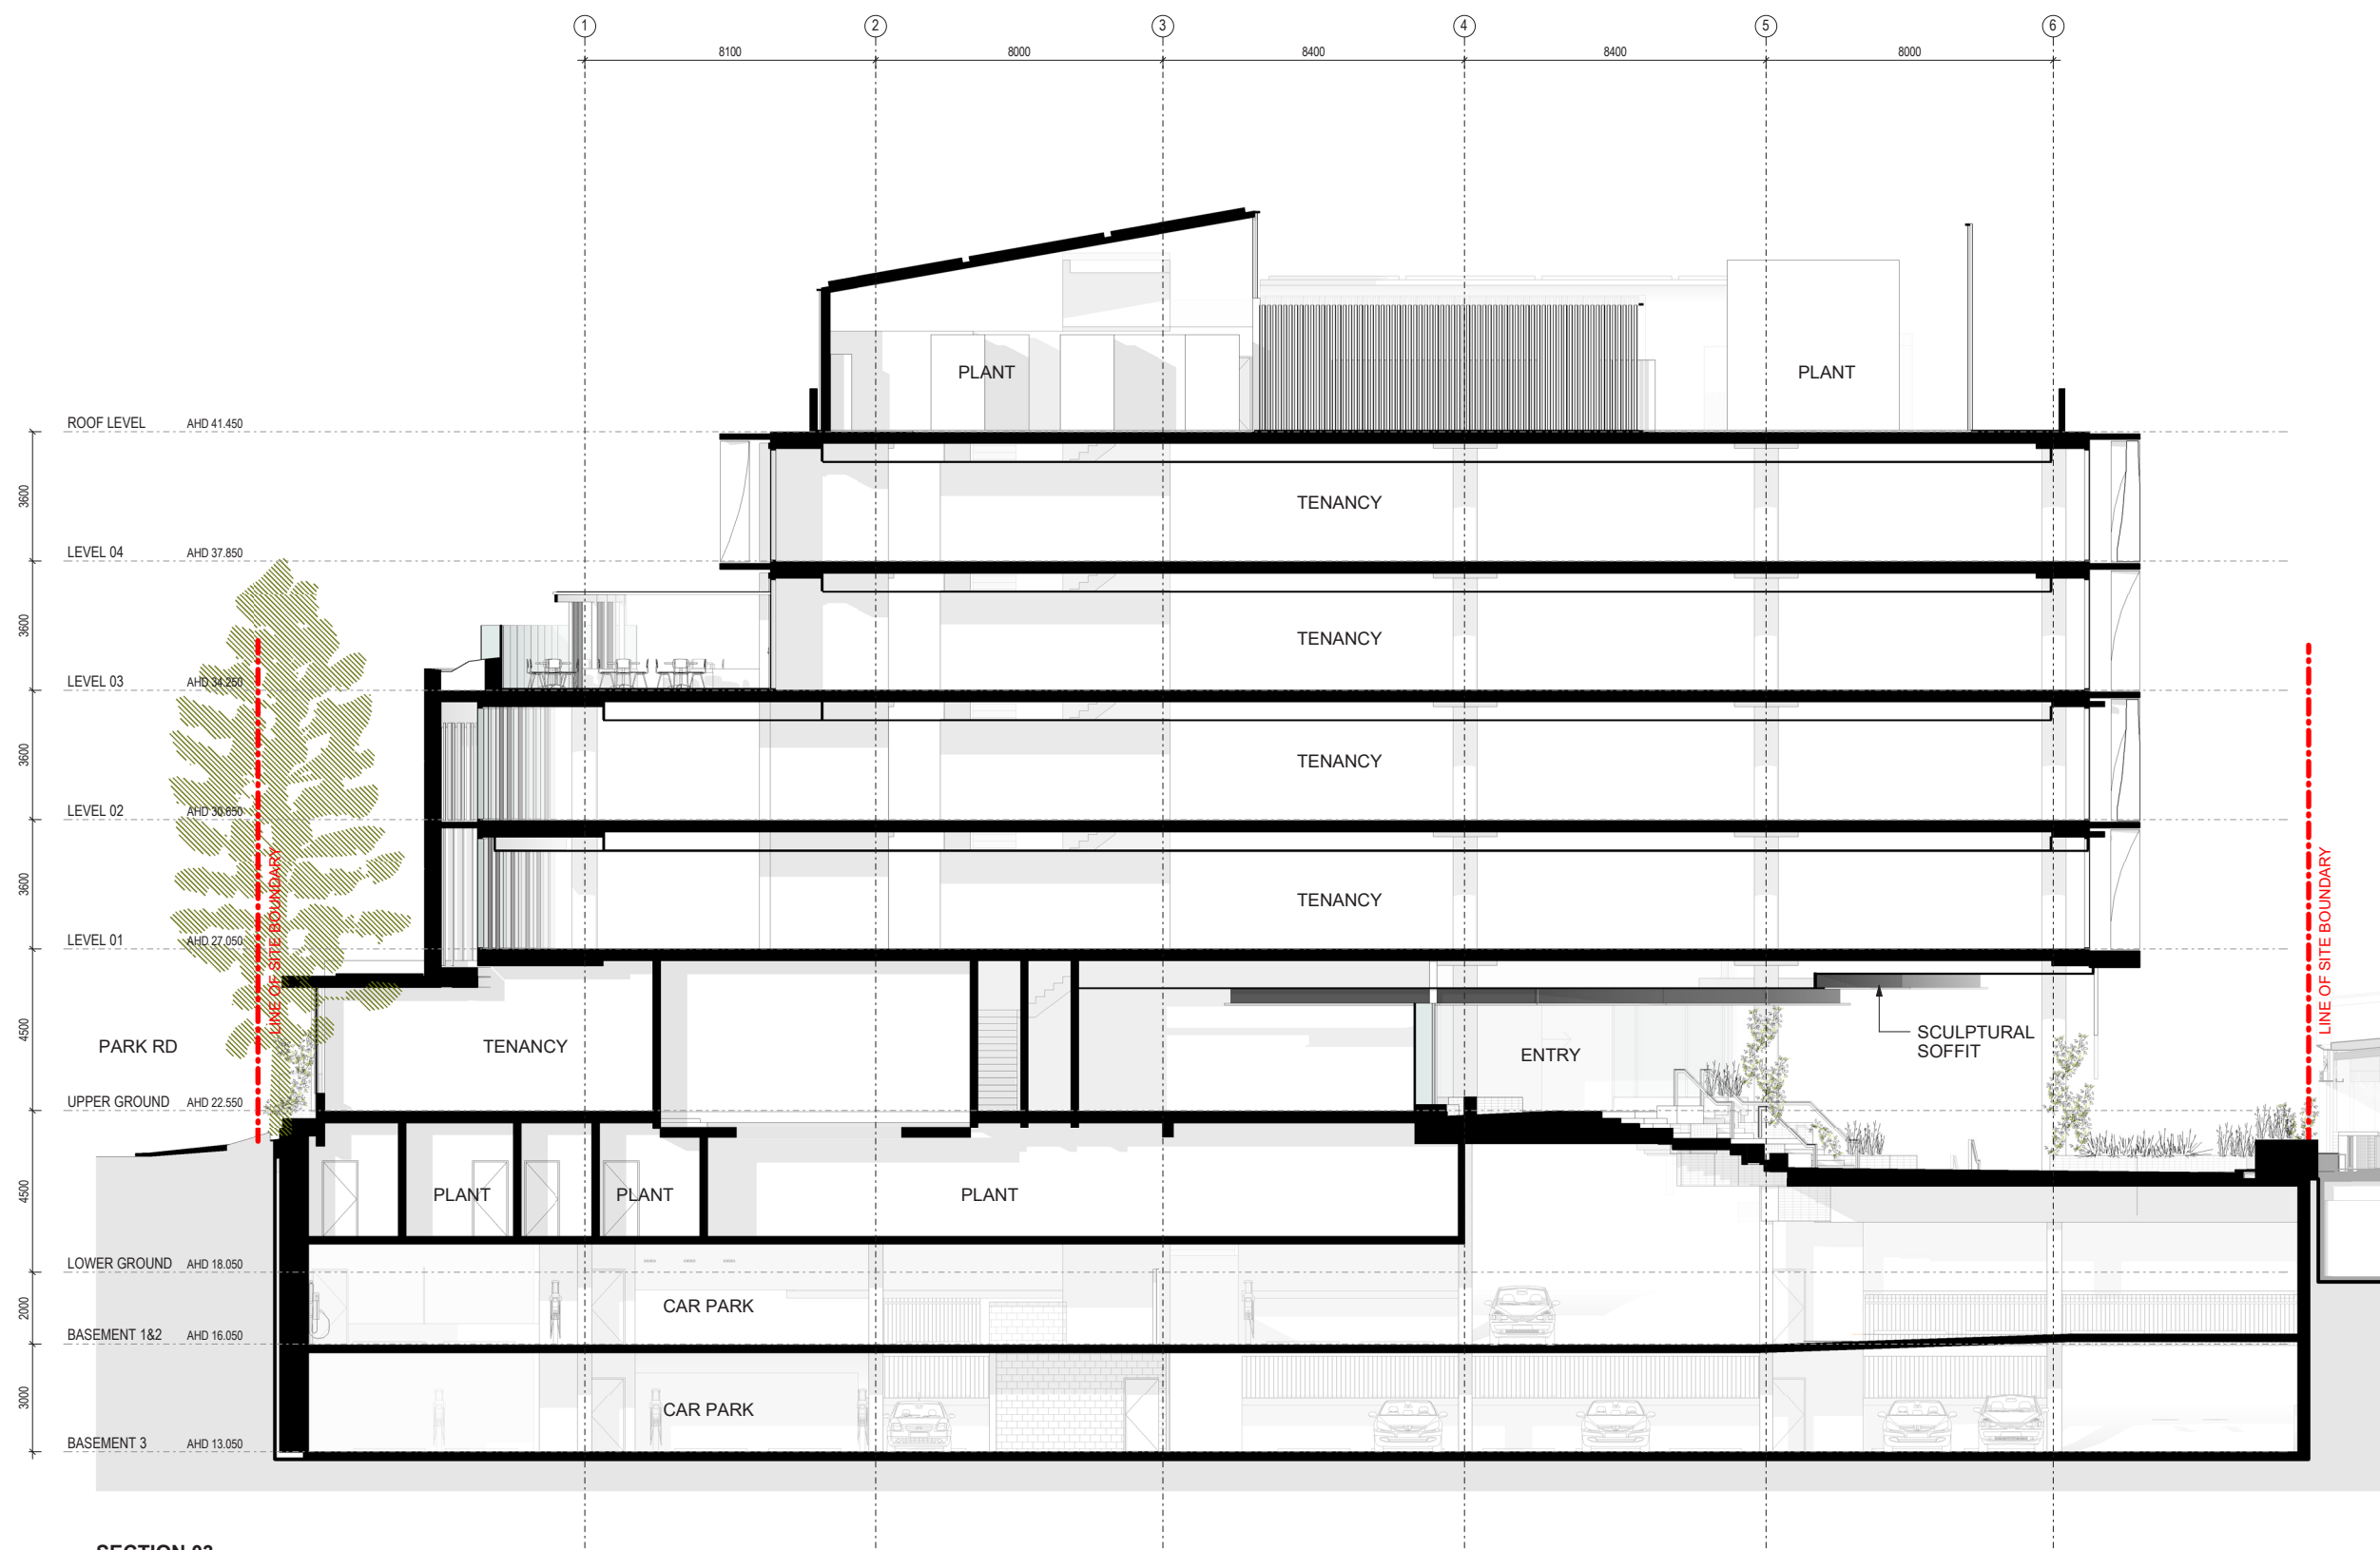 1 2 3 4 5 6
8100 8000 8400 8400 8000
PLANT PLANT
ROOF LEVEL AHD 41.450
3600
TENANCY
LEVEL 04 AHD 37.850
3600
TENANCY
LEVEL 03 AHD 34.250
3600
TENANCY
LEVEL 02 AHD 30.650
3600
TENANCY
LEVEL 01 AHD 27.050
LINE OF SITE BOUNDARY
LINE OF SITE BOUNDARY
4500
PARK RD
TENANCY
ENTRY
SCULPTURAL
SOFFIT
UPPER GROUND AHD 22.550
4500
PLANT PLANT PLANT
LOWER GROUND AHD 18.050
2000
CAR PARK
BASEMENT 1&2 AHD 16.050
3000
CAR PARK
BASEMENT 3 AHD 13.050